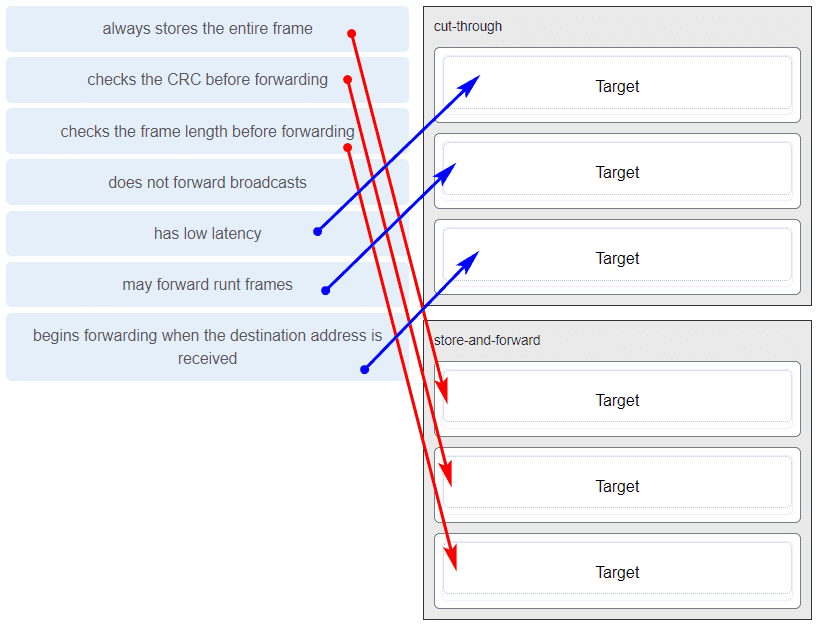 always stores the entire frame
checks the CRC before forwarding
checks the frame length before forwarding
does not forward broadcasts
has low latency
may forward runt frames
begins forwarding when the destination address is
received
cut-through
Target
Target
Target
store-and-forward
Target
Target
Target